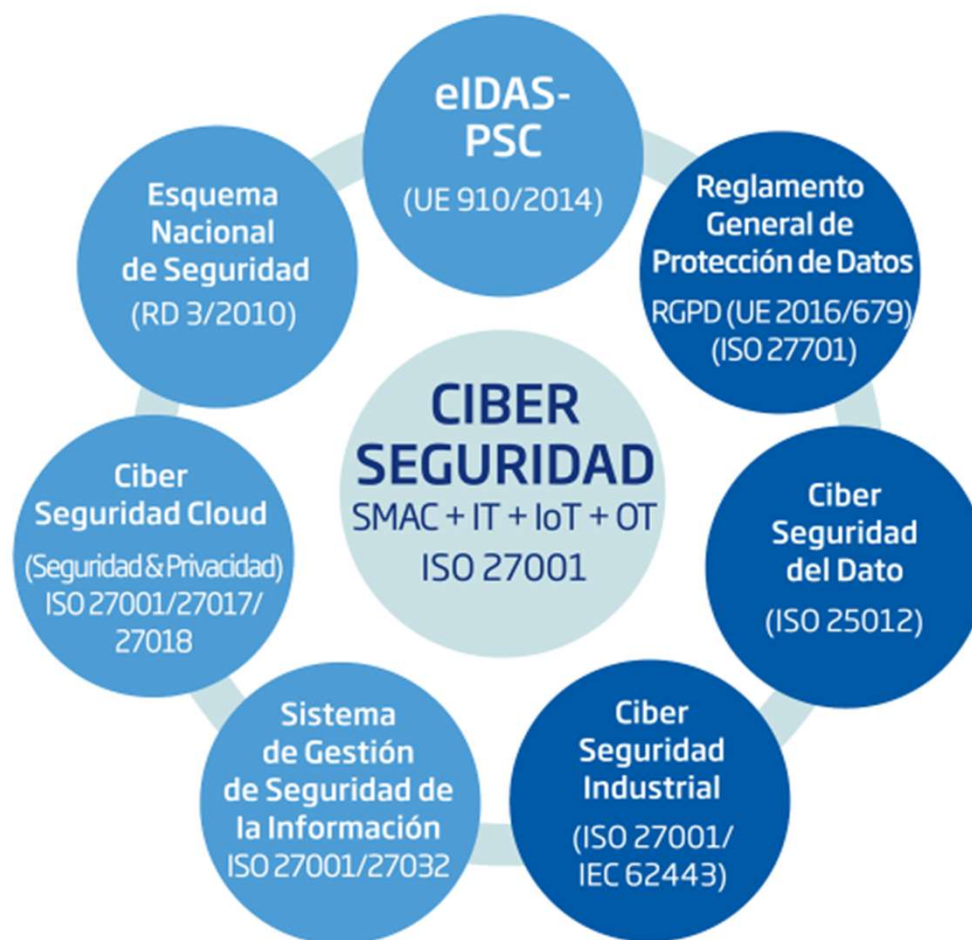 eIDAS-
PSC
(UE 910/2014)
Reglamento
General de
Protección de Datos
RGPD (UE 2016/679)
(ISO 27701)
Ciber
Seguridad
del Dato
(ISO 25012)
Ciber
Seguridad
Industrial
(ISO 27001/
IEC 62443)
Sistema
de Gestión
de Seguridad de
la Información
ISO 27001/27032
Ciber
Seguridad Cloud
(Seguridad & Privacidad)
ISO 27001/27017/
27018
Esquema
Nacional
de Seguridad
(RD 3/2010)
CIBER
SEGURIDAD
SMAC + IT + IoT + OT
ISO 27001